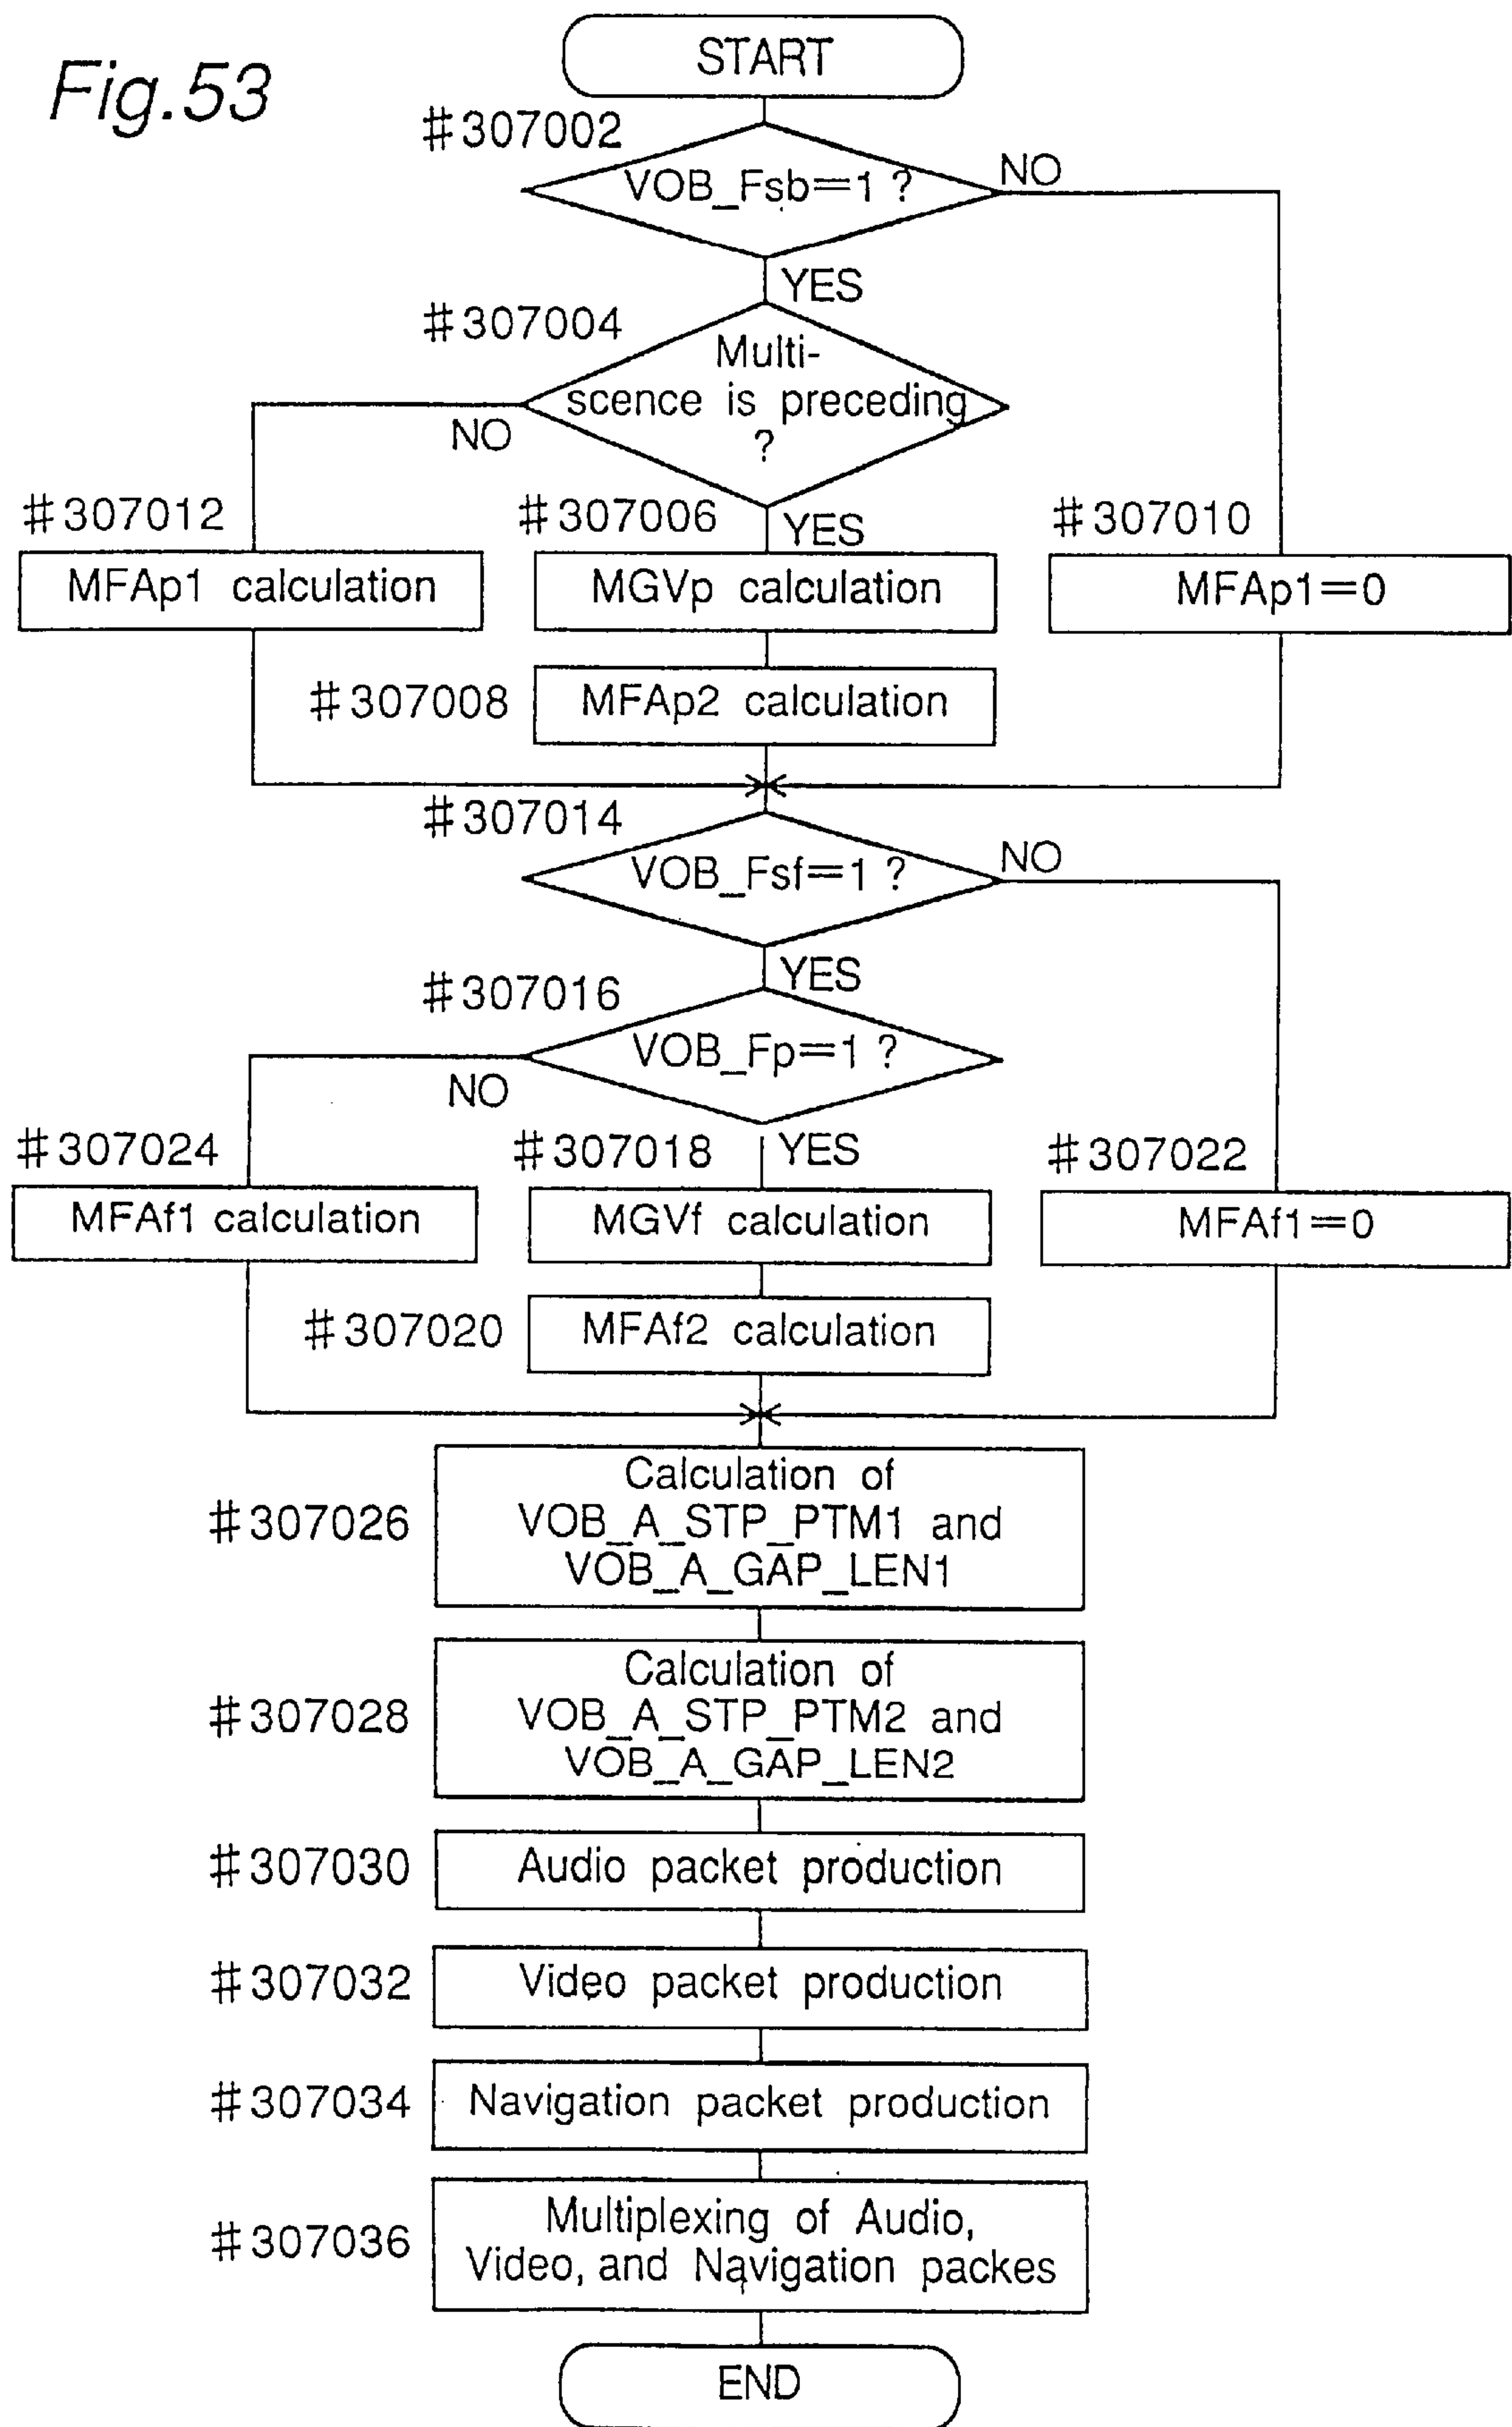 Fig.53
START
#307002
VOB_Fsb=1 ?
NO
YES
#307004
Multi-
scence is preceding
?
NO
YES
#307012
#307006
#307010
MFAp1 calculation
MGVp calculation
MFAp1=0
#307008
MFAp2 calculation
#307014
VOB_Fsf=1 ?
NO
YES
#307016
VOB_Fp=1 ?
NO
YES
#307024
#307018
#307022
MFAf1 calculation
MGVf calculation
MFAf1=0
#307020
MFAf2 calculation
#307026
Calculation of
VOB_A_STP_PTM1 and
VOB_A_GAP_LEN1
#307028
Calculation of
VOB_A_STP_PTM2 and
VOB_A_GAP_LEN2
#307030
Audio packet production
#307032
Video packet production
#307034
Navigation packet production
#307036
Multiplexing of Audio,
Video, and Navigation packes
END